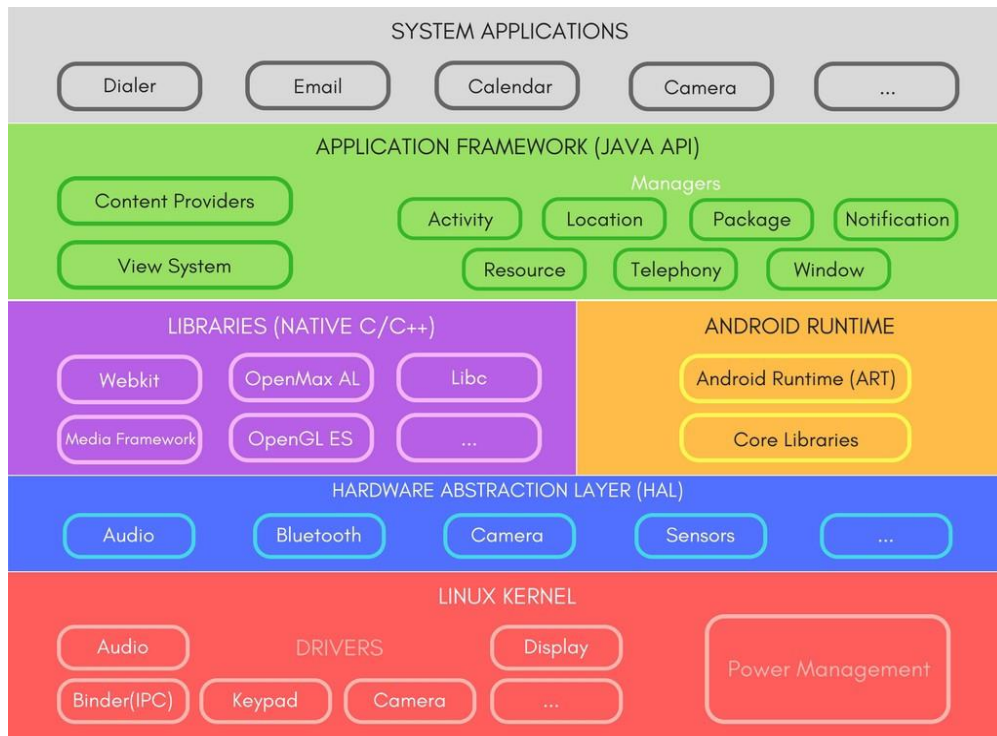 SYSTEM APPLICATIONS
Dialer
Email
Calendar
Camera
...
APPLICATION FRAMEWORK (JAVA API)
Content Providers
View System
Managers
Activity
Location
Package
Notification
Resource
Telephony
Window
LIBRARIES (NATIVE C/C++)
Webkit
OpenMax AL
Libc
Media Framework
OpenGL ES
...
ANDROID RUNTIME
Android Runtime (ART)
Core Libraries
HARDWARE ABSTRACTION LAYER (HAL)
Audio
Bluetooth
Camera
Sensors
...
LINUX KERNEL
Audio
DRIVERS
Display
Binder(IPC)
Keypad
Camera
...
Power Management